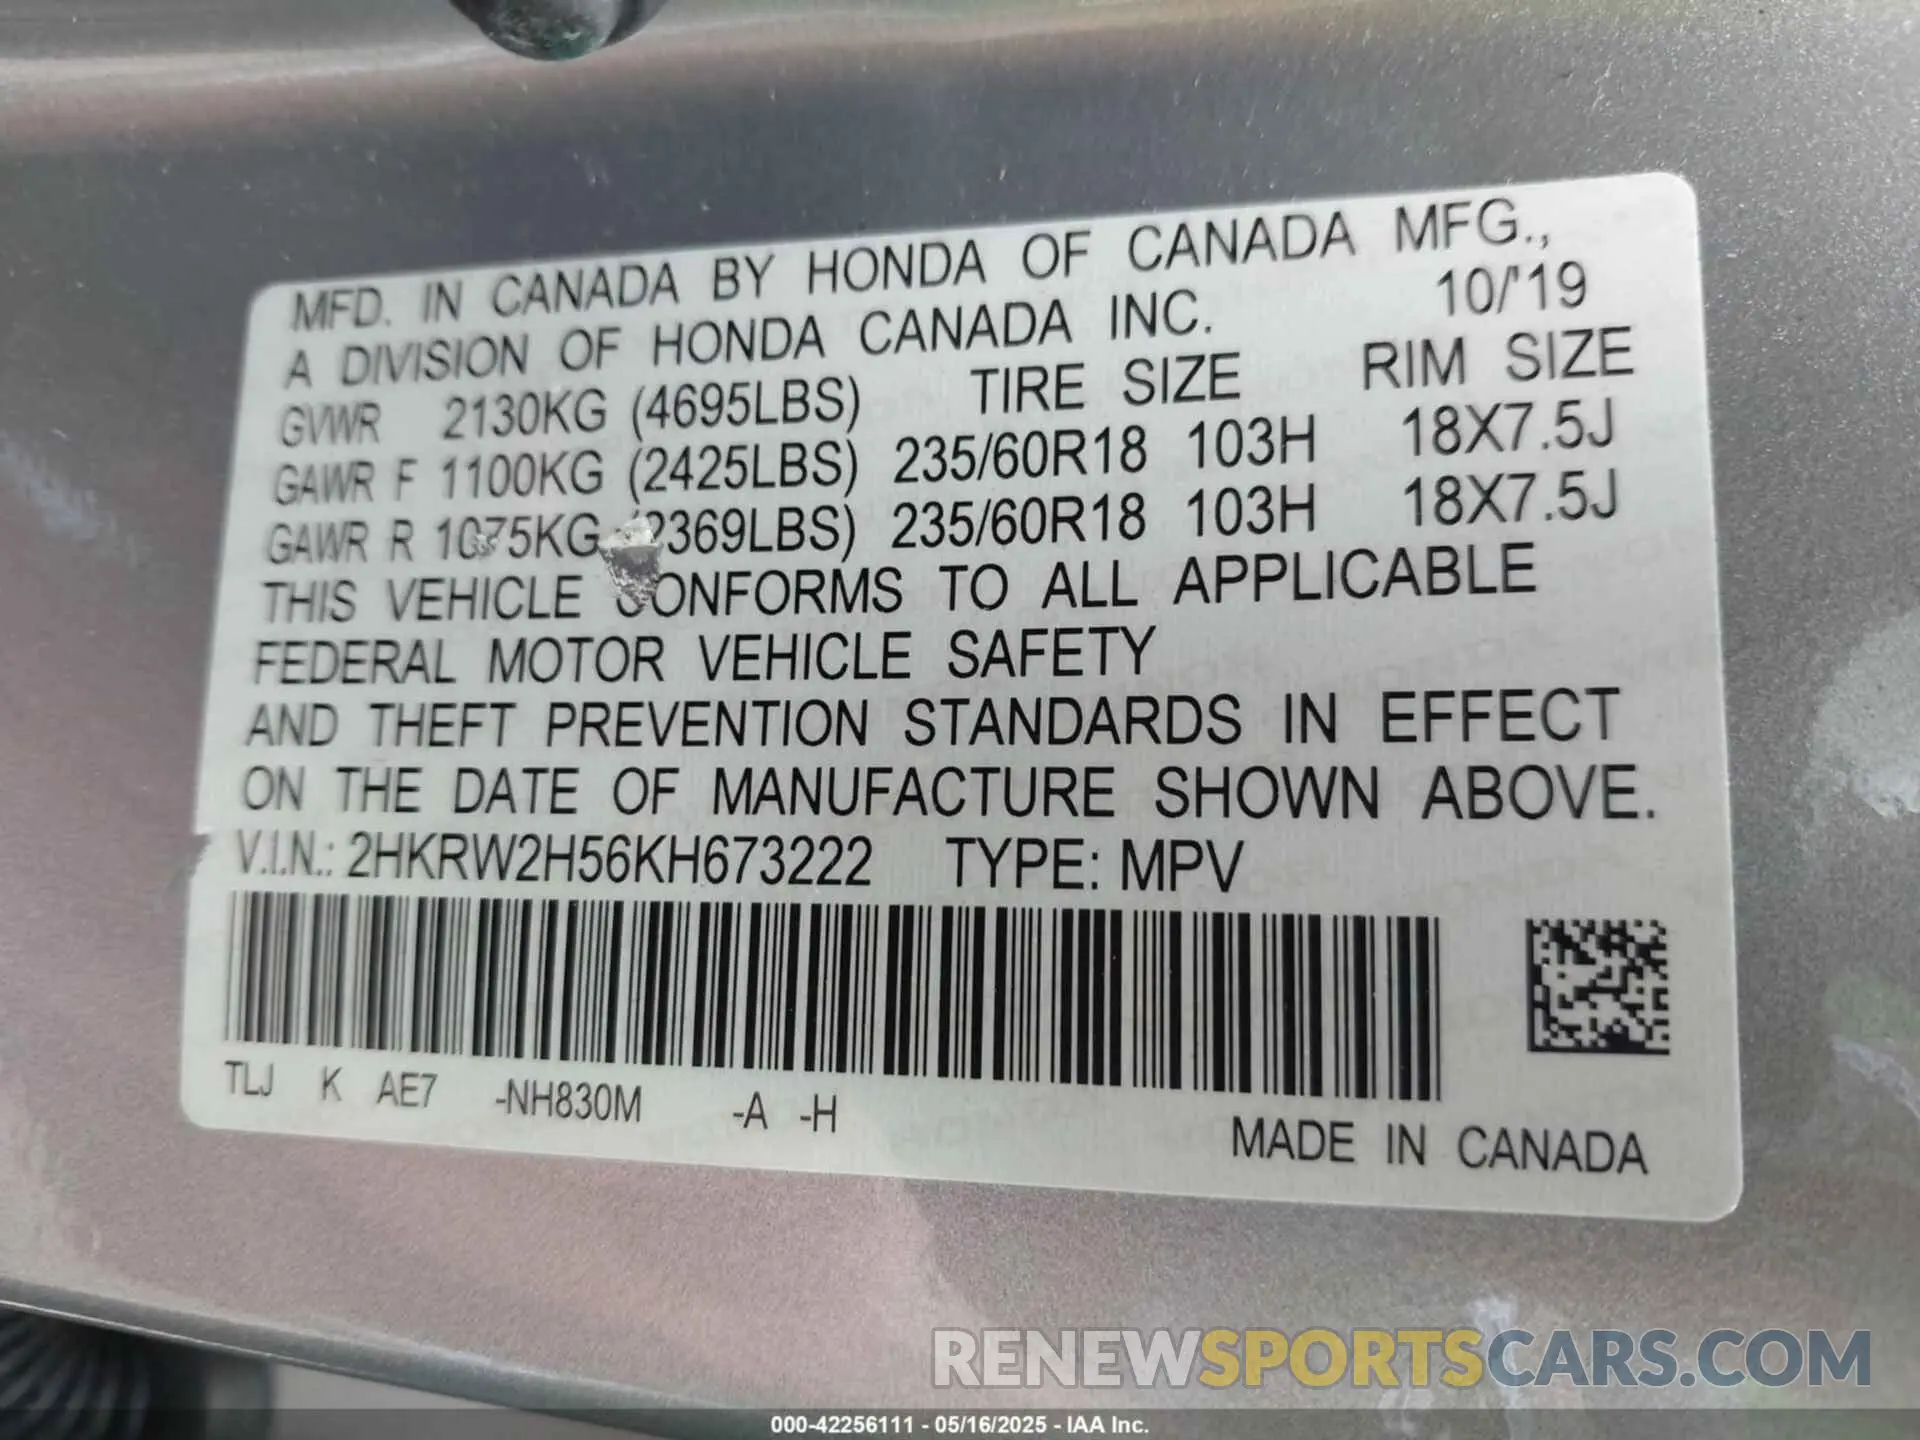 MFD. IN CANADA BY HONDA OF CANADA MFG.,
A DIVISION OF HONDA CANADA INC. 10/'19
GVWR 2130KG (4695LBS) TIRE SIZE RIM SIZE
GAWR F 1100KG (2425LBS) 235/60R18 103H 18X7.5J
GAWR R 1075KG (2369LBS) 235/60R18 103H 18X7.5J
THIS VEHICLE CONFORMS TO ALL APPLICABLE
FEDERAL MOTOR VEHICLE SAFETY
AND THEFT PREVENTION STANDARDS IN EFFECT
ON THE DATE OF MANUFACTURE SHOWN ABOVE.
V.I.N.: 2HKRW2H56KH673222 TYPE: MPV
TLJ K AE7 -NH830M -A -H
MADE IN CANADA
RENEWSPORTSCARS.COM
000-42256111 - 05/16/2025 - IAA Inc.